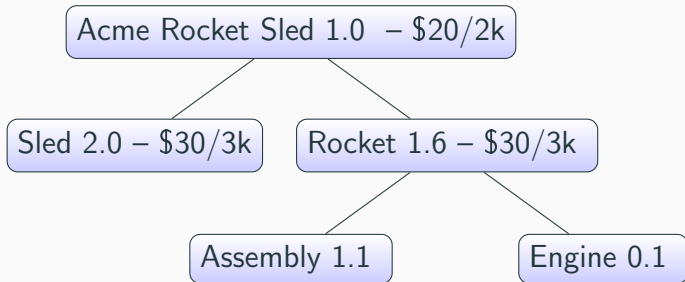 Acme Rocket Sled 1.0 – $20/2k
Sled 2.0 – $30/3k
Rocket 1.6 – $30/3k
Assembly 1.1
Engine 0.1